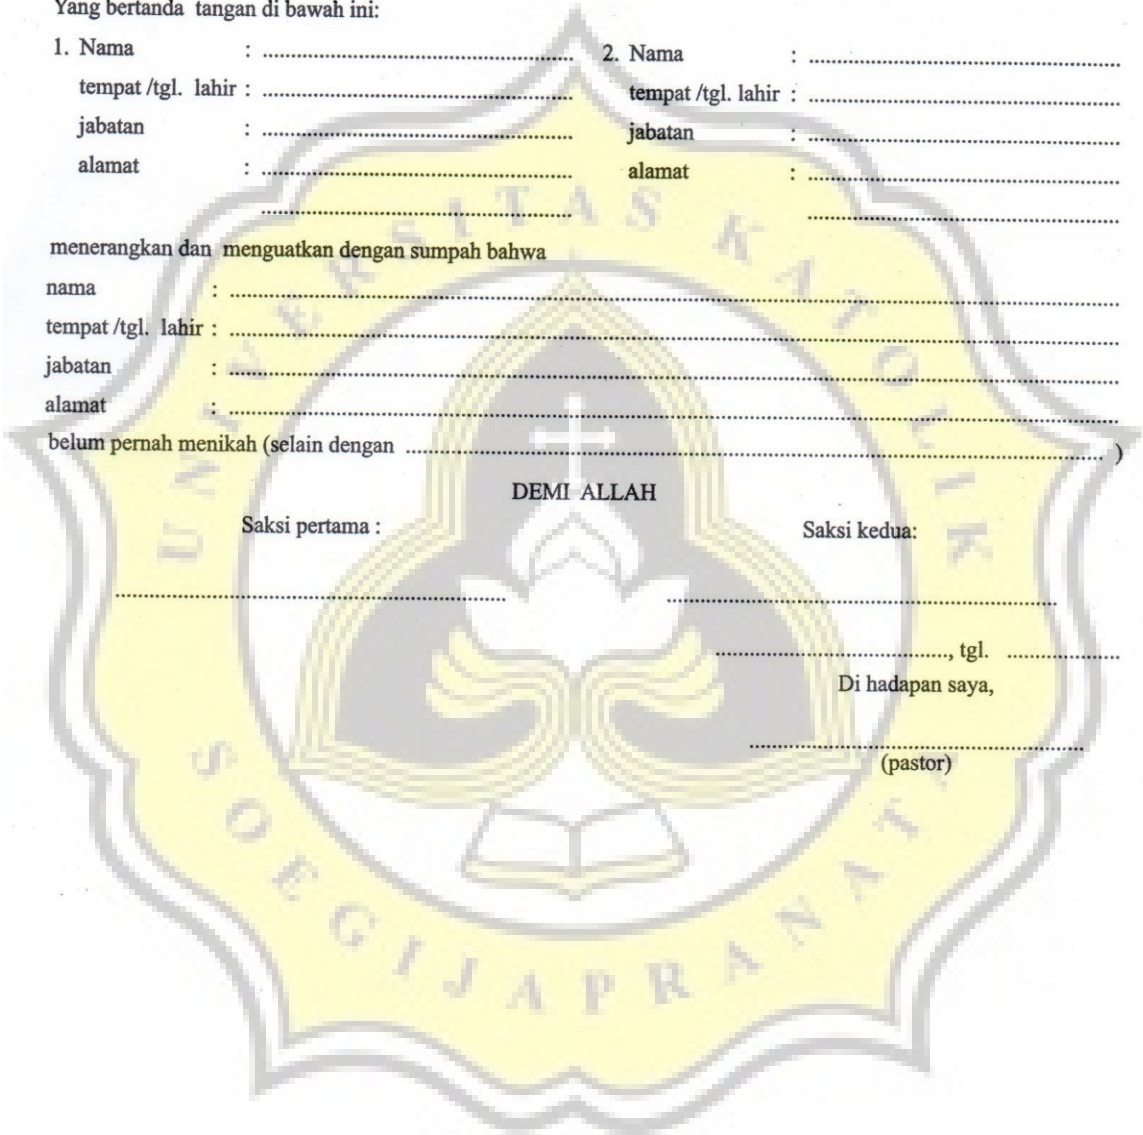 Yang bertanda tangan di bawah ini:
1. Nama : .................... 2. Nama : ....................
tempat /tgl. lahir : .................... tempat /tgl. lahir : ....................
jabatan : .................... jabatan : ....................
alamat : .................... alamat : ....................
.................... ....................
menerangkan dan menguatkan dengan sumpah bahwa
nama : ....................
tempat /tgl. lahir : ....................
jabatan : ....................
alamat : ....................
belum pernah menikah (selain dengan .................... )
DEMI ALLAH
Saksi pertama : Saksi kedua:
.................... ....................
...................., tgl. ....................
Di hadapan saya,
....................
(pastor)
UNIVERSITAS KATOLIK
SOEGIJAPRANATA